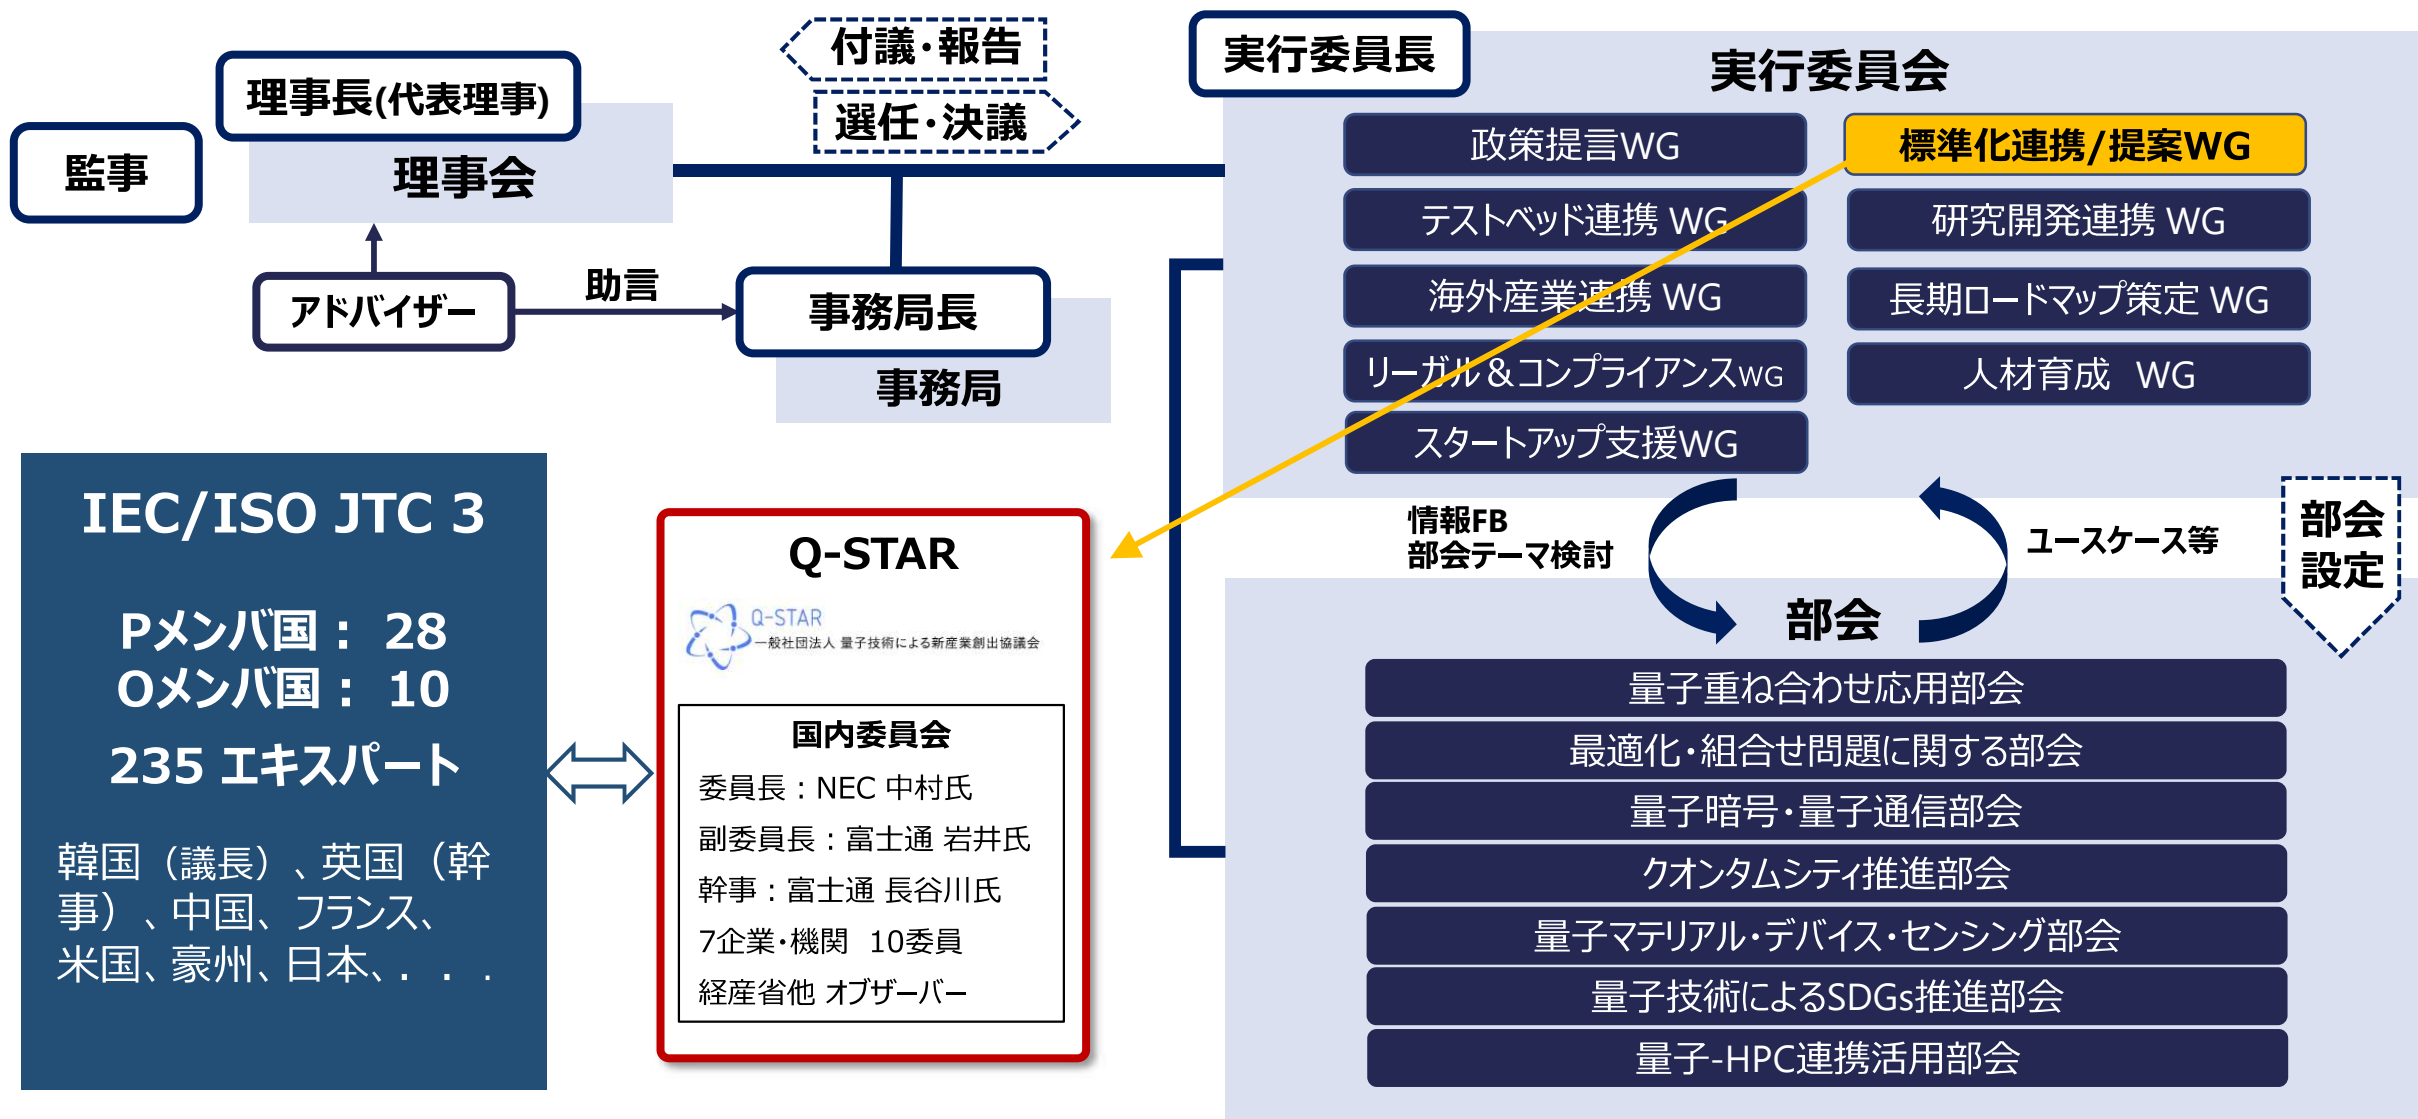 監事
理事長(代表理事)
理事会
付議・報告
選任・決議
アドバイザー
助言
事務局長
事務局
実行委員長
実行委員会
政策提言WG
標準化連携/提案WG
テストベッド連携 WG
研究開発連携 WG
海外産業連携 WG
長期ロードマップ策定 WG
リーガル＆コンプライアンスWG
人材育成　WG
スタートアップ支援WG
情報FB
部会テーマ検討
ユースケース等
部会
設定
部会
量子重ね合わせ応用部会
最適化・組合せ問題に関する部会
量子暗号・量子通信部会
クオンタムシティ推進部会
量子マテリアル・デバイス・センシング部会
量子技術によるSDGs推進部会
量子-HPC連携活用部会
IEC/ISO JTC 3
Pメンバ国： 28
Oメンバ国： 10
235 エキスパート
韓国（議長）、英国（幹
事）、中国、フランス、
米国、豪州、日本、．．．
Q-STAR
Q-STAR
一般社団法人 量子技術による新産業創出協議会
国内委員会
委員長：NEC 中村氏
副委員長：富士通 岩井氏
幹事：富士通 長谷川氏
7企業・機関　10委員
経産省他 オブザーバー